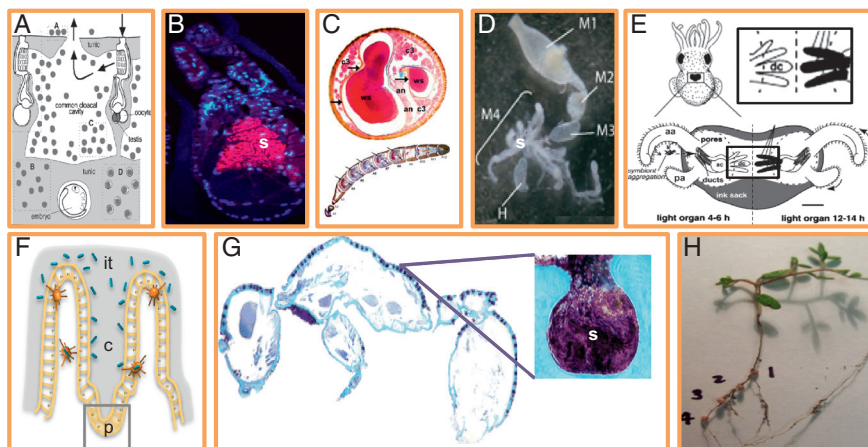 A
A
tunic
common cloacal
cavity
oocyte
C
testis
B
tunic
D
embryo
B
S
C
c3
c3
ws
ws
an
an
c3
D
M1
M2
M3
M4
S
H
E
dc
aa
pores
ac
dc
pa
ducts
symbiont
aggregation
ink sack
light organ 4-6 h
light organ 12-14 h
F
it
c
p
G
s
H
1
2
3
4